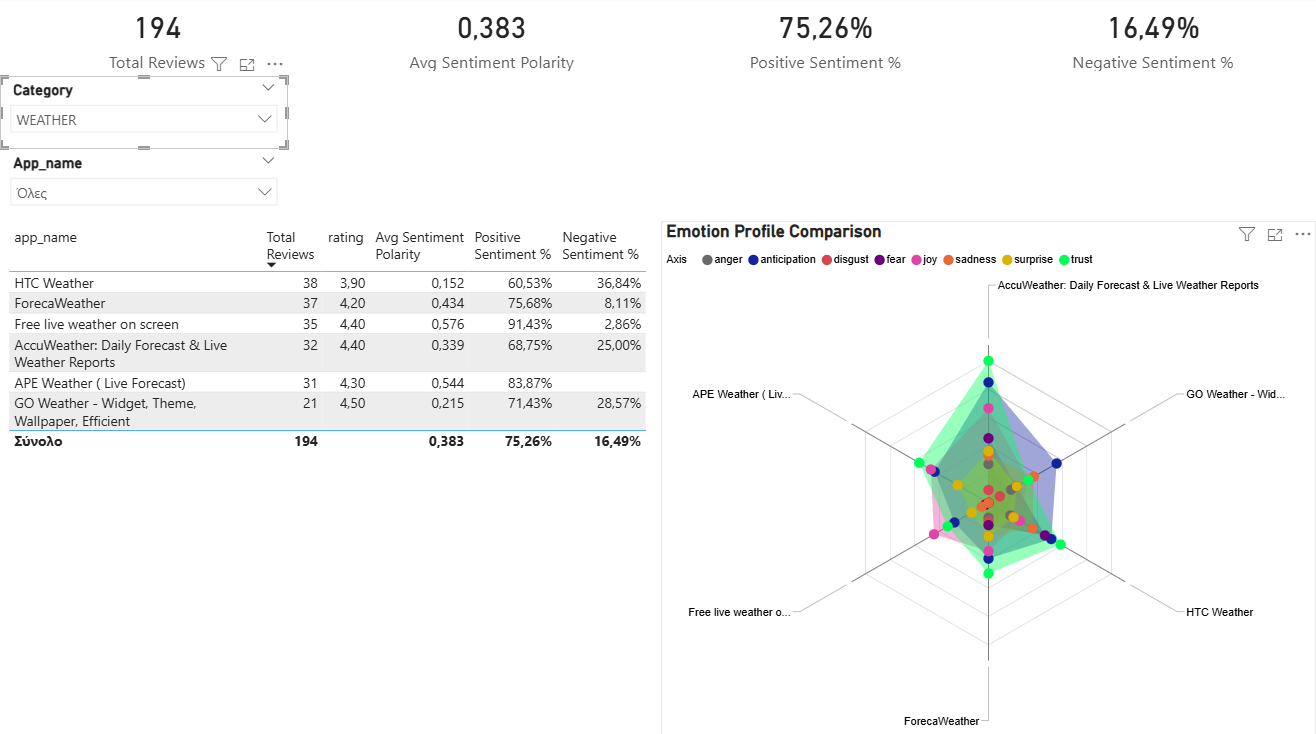 194
Total Reviews
0,383
Avg Sentiment Polarity
75,26%
Positive Sentiment %
16,49%
Negative Sentiment %
Category
WEATHER
App_name
Όλες
app_name Total Reviews rating Avg Sentiment Polarity Positive Sentiment % Negative Sentiment %
HTC Weather 38 3,90 0,152 60,53% 36,84%
ForecaWeather 37 4,20 0,434 75,68% 8,11%
Free live weather on screen 35 4,40 0,576 91,43% 2,86%
AccuWeather: Daily Forecast & Live Weather Reports 32 4,40 0,339 68,75% 25,00%
APE Weather ( Live Forecast) 31 4,30 0,544 83,87%
GO Weather - Widget, Theme, Wallpaper, Efficient 21 4,50 0,215 71,43% 28,57%
Σύνολο 194 0,383 75,26% 16,49%
Emotion Profile Comparison
Axis anger anticipation disgust fear joy sadness surprise trust
AccuWeather: Daily Forecast & Live Weather Reports
APE Weather ( Liv...
GO Weather - Wid...
Free live weather o...
HTC Weather
ForecaWeather